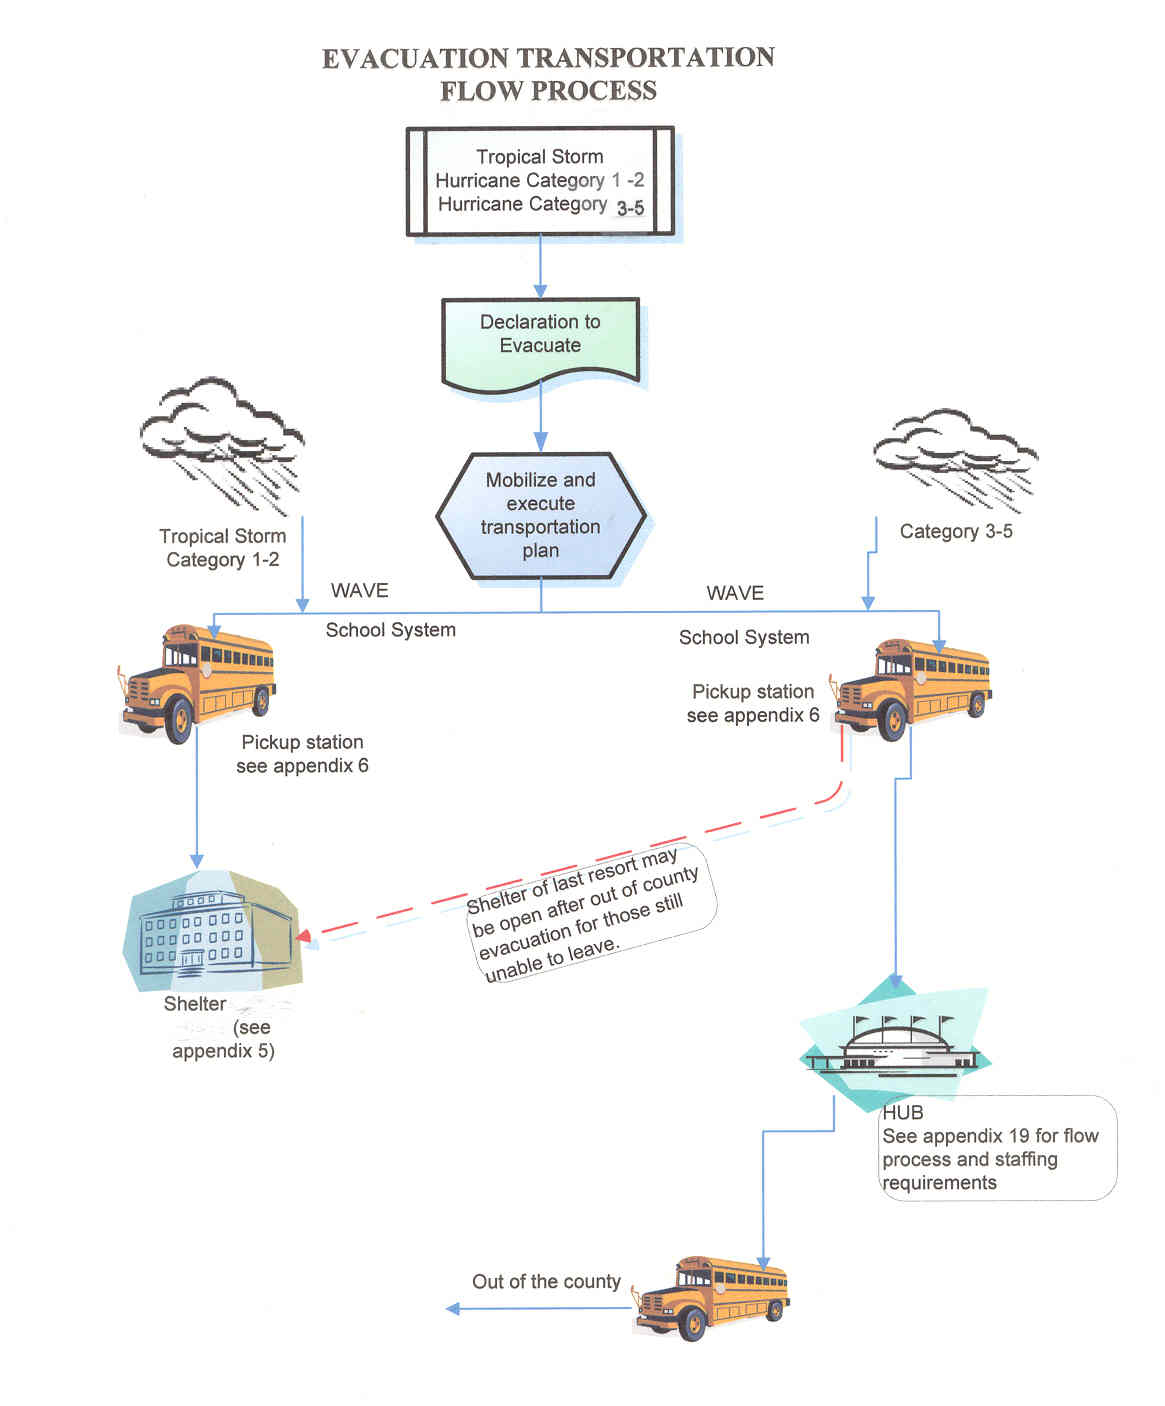 EVACUATION TRANSPORTATION
FLOW PROCESS
Tropical Storm
Hurricane Category 1 -2
Hurricane Category 3-5
Declaration to
Evacuate
Mobilize and
execute
transportation
plan
Tropical Storm
Category 1-2
Category 3-5
WAVE
School System
WAVE
School System
Pickup station
see appendix 6
Pickup station
see appendix 6
Shelter of last resort may
be open after out of county
evacuation for those still
unable to leave.
Shelter
(see
appendix 5)
HUB
See appendix 19 for flow
process and staffing
requirements
Out of the county